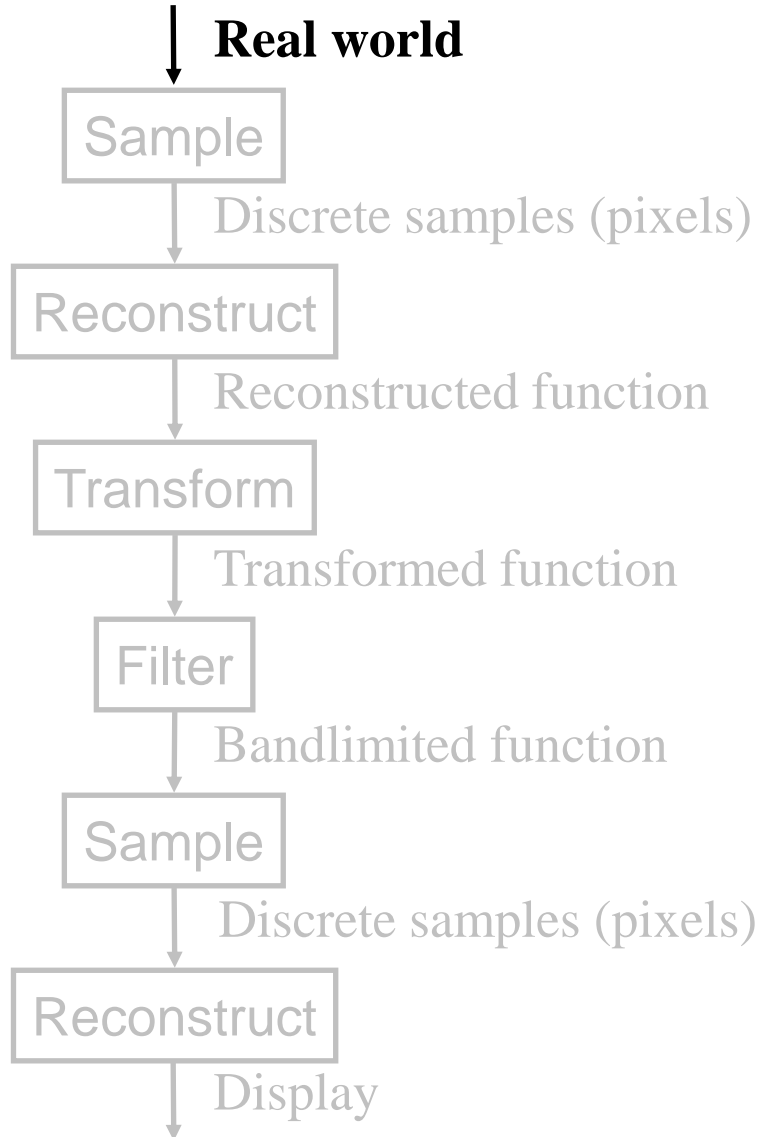 Real world
Sample
Discrete samples (pixels)
Reconstruct
Reconstructed function
Transform
Transformed function
Filter
Bandlimited function
Sample
Discrete samples (pixels)
Reconstruct
Display